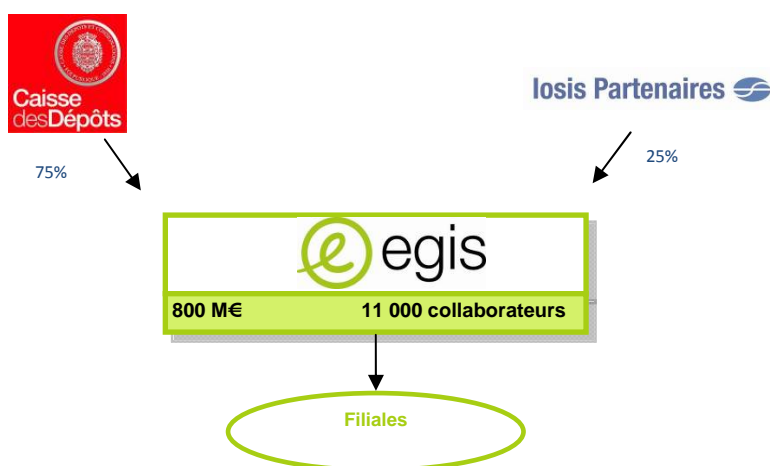 Caisse
desDépôts
Iosis Partenaires
75%
25%
egis
800 M€ 11 000 collaborateurs
Filiales